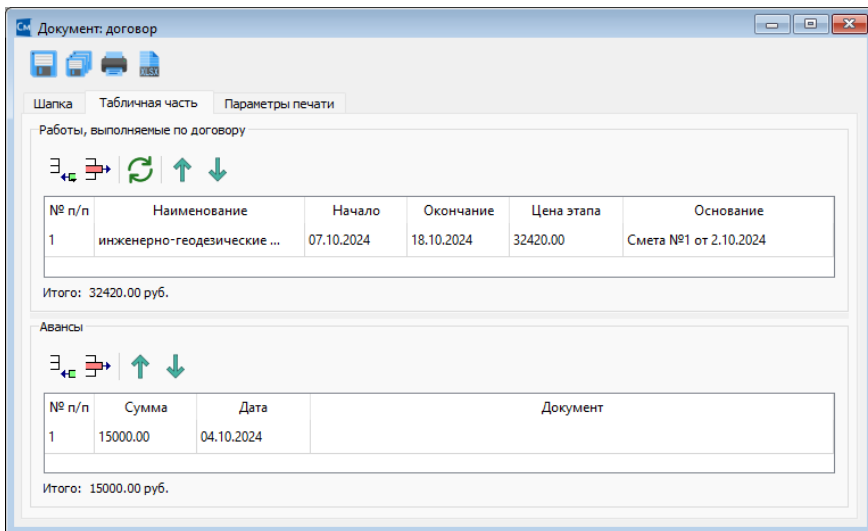 См Документ: договор
XLSX
Шапка Табличная часть Параметры печати
Работы, выполняемые по договору
№ п/п Наименование Начало Окончание Цена этапа Основание
1 инженерно-геодезические ... 07.10.2024 18.10.2024 32420.00 Смета №1 от 2.10.2024
Итого: 32420.00 руб.
Авансы
№ п/п Сумма Дата Документ
1 15000.00 04.10.2024
Итого: 15000.00 руб.